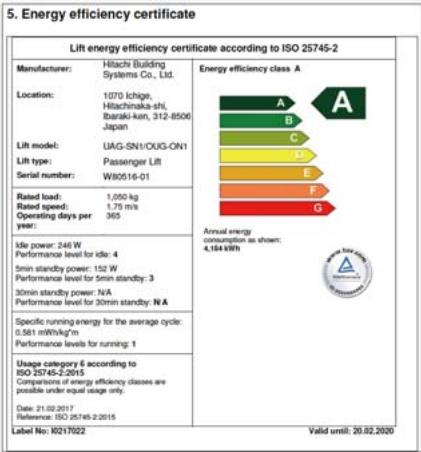 5. Energy efficiency certificate
Lift energy efficiency certificate according to ISO 25745-2
Manufacturer: Hitachi Building
Systems Co., Ltd.
Location: 1070 Ichige,
Hitachinaka-shi,
Ibaraki-ken, 312-8506
Japan
Lift model: UAG-SN1/OUG-ON1
Lift type: Passenger Lift
Serial number: W80516-01
Rated load: 1,050 kg
Rated speed: 1.75 m/s
Operating days per 365
year:
Idle power: 246 W
Performance level for idle: 4
5min standby power: 152 W
Performance level for 5min standby: 3
30min standby power: N/A
Performance level for 30min standby: N/A
Specific running energy for the average cycle:
0.581 mWh/kg*m
Performance levels for running: 1
Usage category 6 according to
ISO 25745-2:2015
Comparisons of energy efficiency classes are
possible under equal usage only.
Date: 21.02.2017
Reference: ISO 25745-2:2015
Energy efficiency class A
A
A
B
C
D
E
F
G
Annual energy
consumption as shown:
4,184 kWh
www.tuv.com
Label No: I0217022
Valid until: 20.02.2020